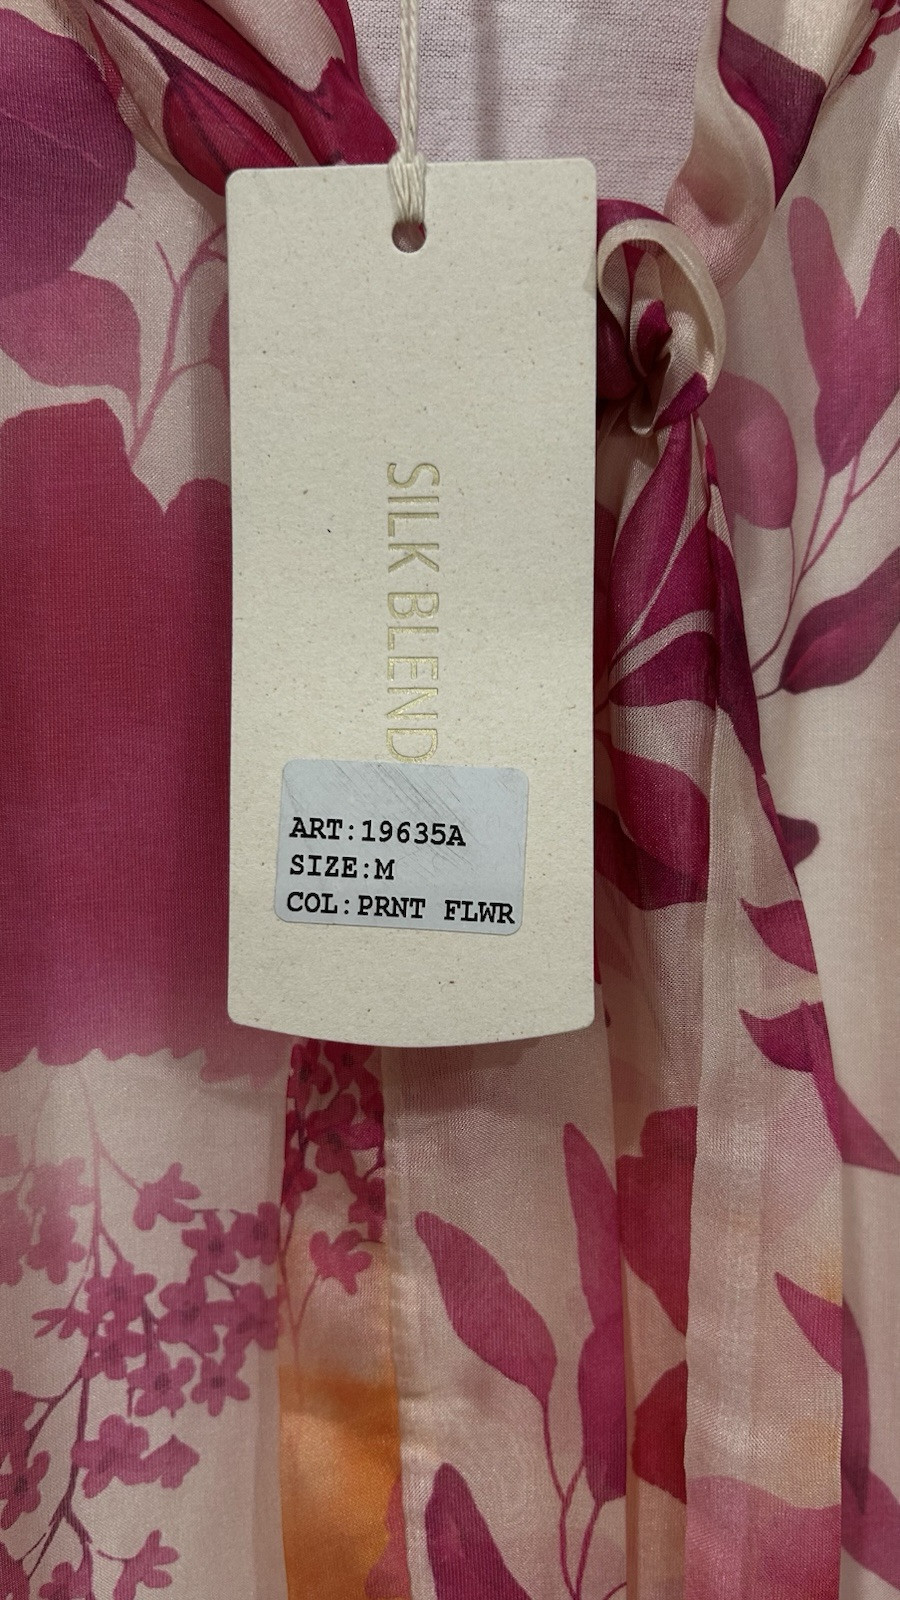 SILK BLEND
ART:19635A
SIZE:M
COL:PRNT FLWR